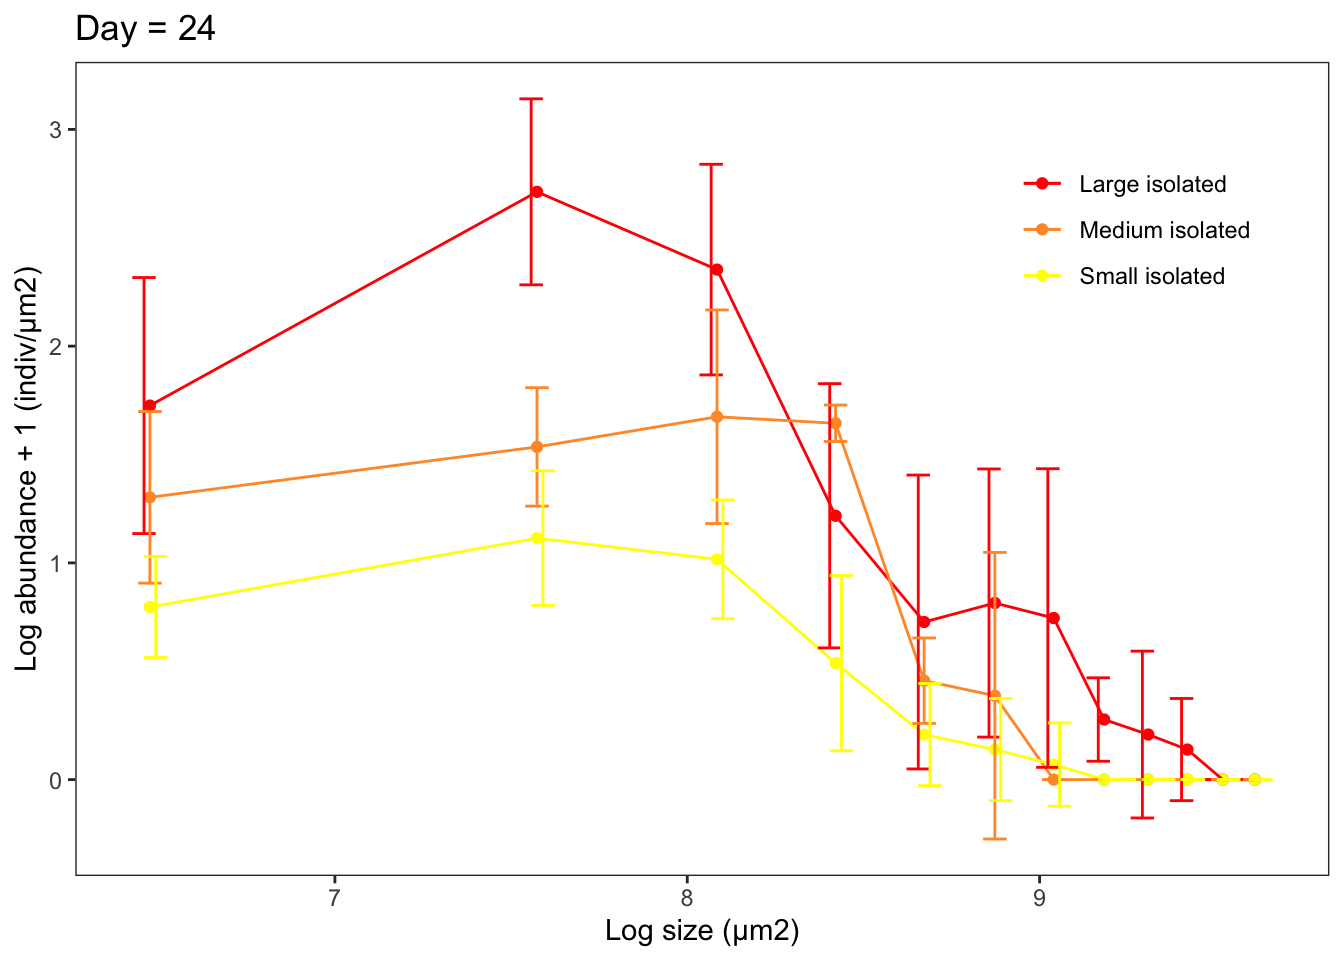 Day = 24
Log abundance + 1 (indiv/µm2)
3
2
1
0
Large isolated
Medium isolated
Small isolated
7 8 9
Log size (µm2)